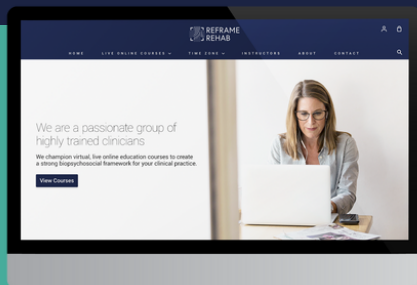 REFRAME
REHAB
HOME LIVE ONLINE COURSES TIME ZONE INSTRUCTORS ABOUT CONTACT
We are a passionate group of
highly trained clinicians
We champion virtual, live online education courses to create
a strong biopsychosocial framework for your clinical practice.
View Courses